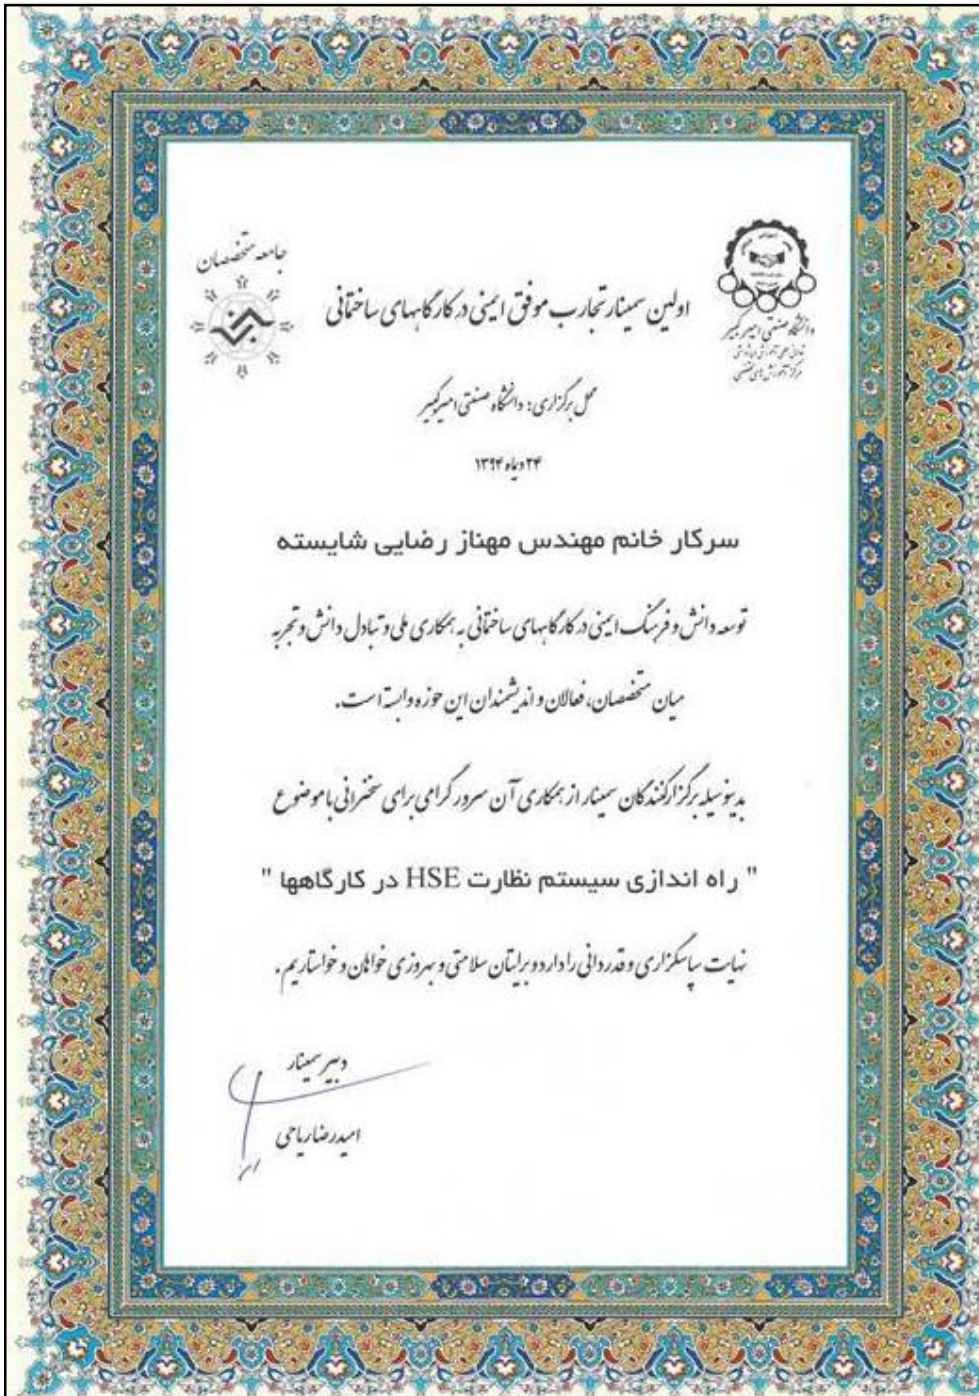 جامعه متخصصان
دانشگاه صنعتی امیرکبیر
مرکز آموزش‌های تخصصی
اولین سمینار تجارب موفق ایمنی در کارگاههای ساختمانی
محل برگزاری: دانشگاه صنعتی امیرکبیر
۲۴ دیماه ۱۳۹۴
سرکار خانم مهندس مهناز رضایی شایسته
توسعه دانش و فرهنگ ایمنی در کارگاههای ساختمانی به همکاری ملی و تبادل دانش و تجربه
میان متخصصان، فعالان و اندیشمندان این حوزه وابسته است.
بدینوسیله برگزارکنندگان سمینار از همکاری آن سرور گرامی برای سخنرانی با موضوع
" راه اندازی سیستم نظارت HSE در کارگاهها "
نهایت سپاسگزاری و قدردانی را دارد و برایتان سلامتی و بهروزی خواهان و خواستاریم.
دبیر سمینار
امیدرضا ریاحی